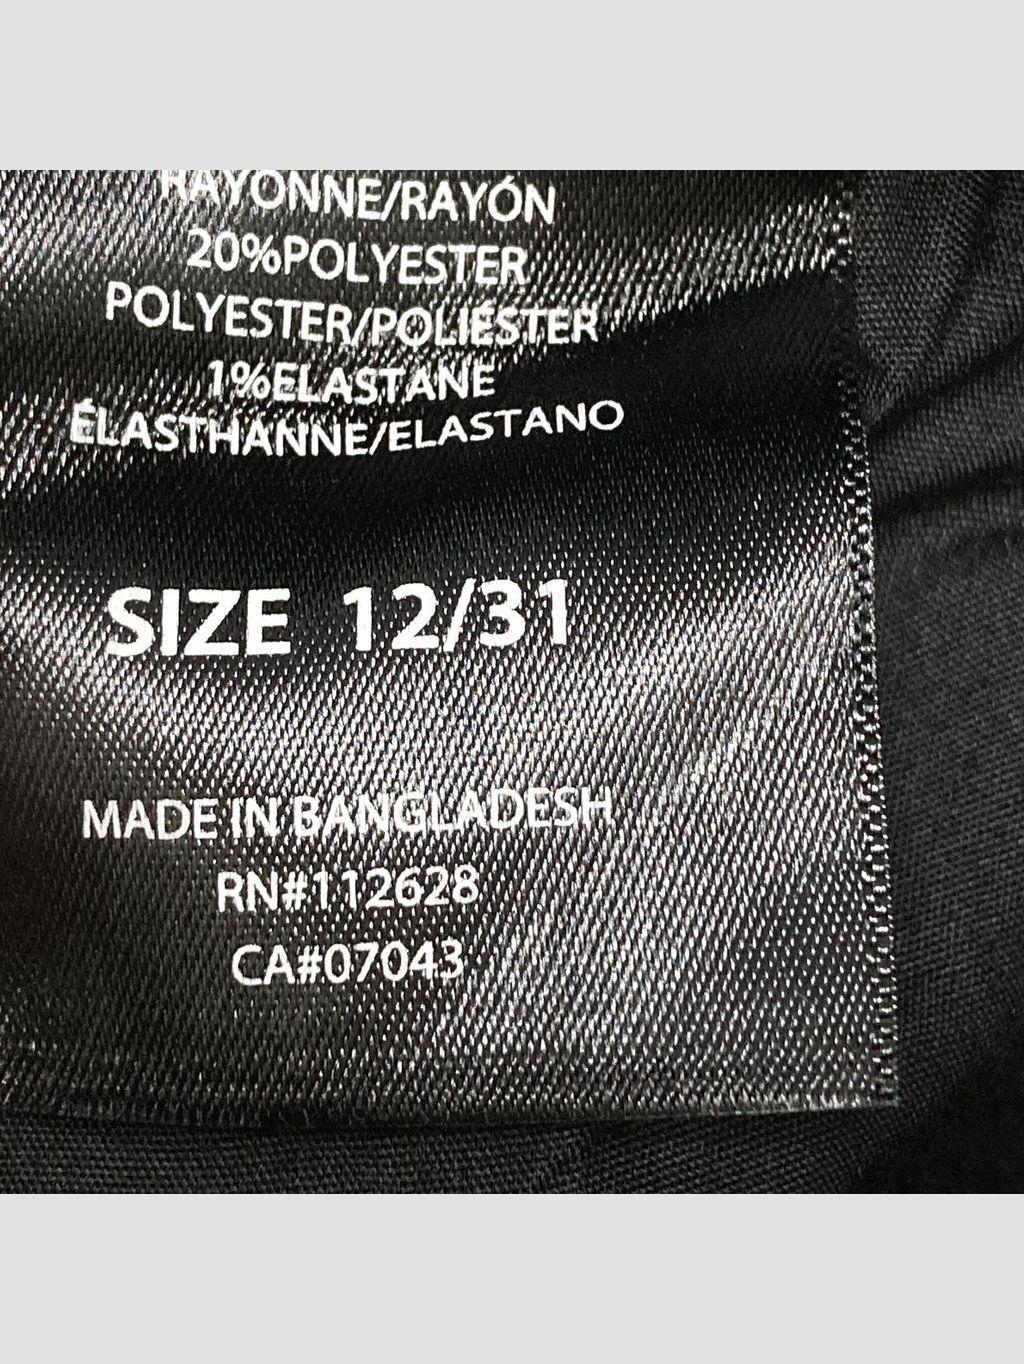 RAYONNE/RAYÓN
20%POLYESTER
POLYESTER/POLIÉSTER
1%ELASTANE
ÉLASTHANNE/ELASTANO
SIZE 12/31
MADE IN BANGLADESH
RN#112628
CA#07043